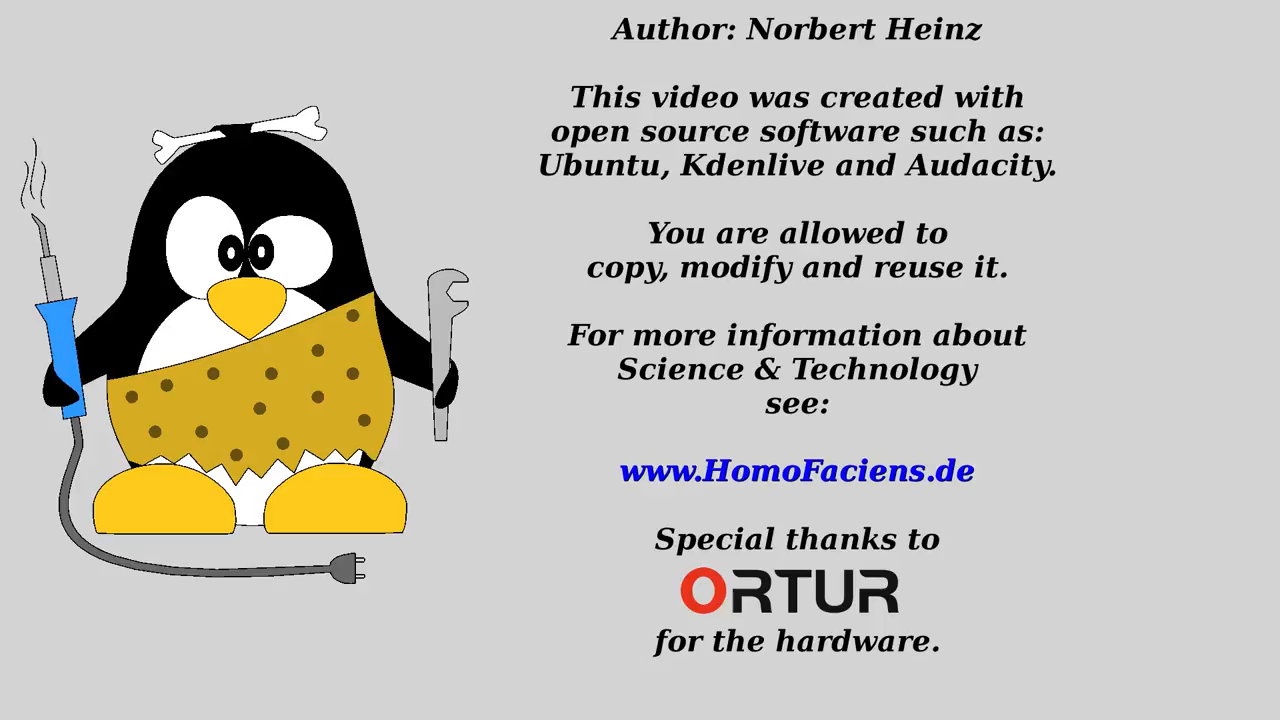 Author: Norbert Heinz
This video was created with
open source software such as:
Ubuntu, Kdenlive and Audacity.
You are allowed to
copy, modify and reuse it.
For more information about
Science & Technology
see:
www.HomoFaciens.de
Special thanks to
ORTUR
for the hardware.